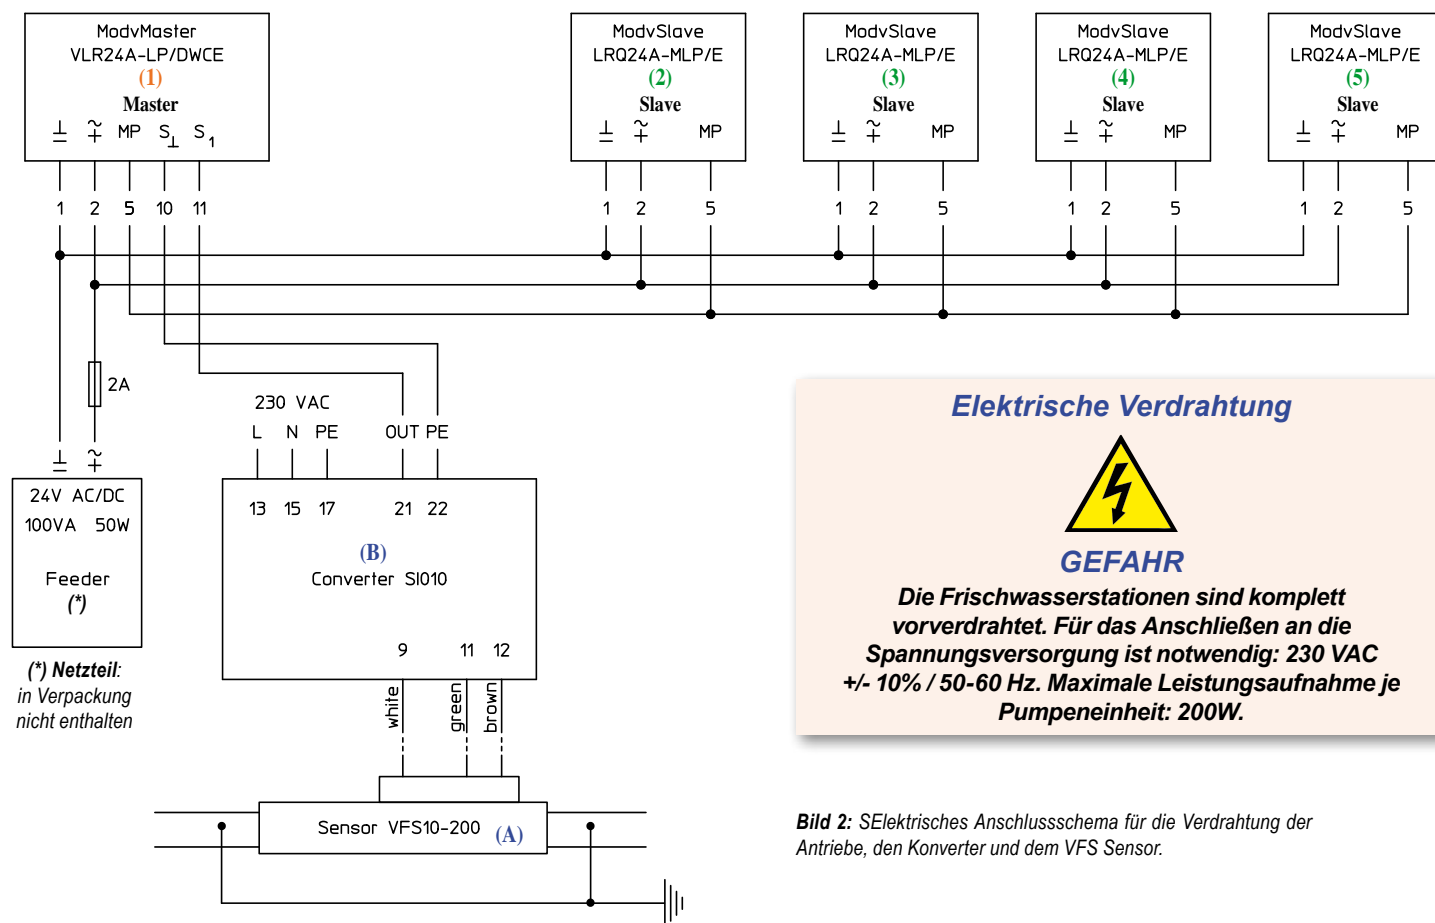 ModvMaster
VLR24A-LP/DWCE
(1)
Master
MP S⊥ S1
1 2 5 10 11
ModvSlave
LRQ24A-MLP/E
(2)
Slave
MP
1 2 5
ModvSlave
LRQ24A-MLP/E
(3)
Slave
MP
1 2 5
ModvSlave
LRQ24A-MLP/E
(4)
Slave
MP
1 2 5
ModvSlave
LRQ24A-MLP/E
(5)
Slave
MP
1 2 5
2A
24V AC/DC
100VA 50W
Feeder
(*)
(*) Netzteil:
in Verpackung
nicht enthalten
230 VAC
L N PE OUT PE
13 15 17 21 22
(B)
Converter SI010
9 11 12
white green brown
Sensor VFS10-200 (A)
Elektrische Verdrahtung
GEFAHR
Die Frischwasserstationen sind komplett
vorverdrahtet. Für das Anschließen an die
Spannungsversorgung ist notwendig: 230 VAC
+/- 10% / 50-60 Hz. Maximale Leistungsaufnahme je
Pumpeneinheit: 200W.
Bild 2: SElektrisches Anschlussschema für die Verdrahtung der
Antriebe, den Konverter und dem VFS Sensor.